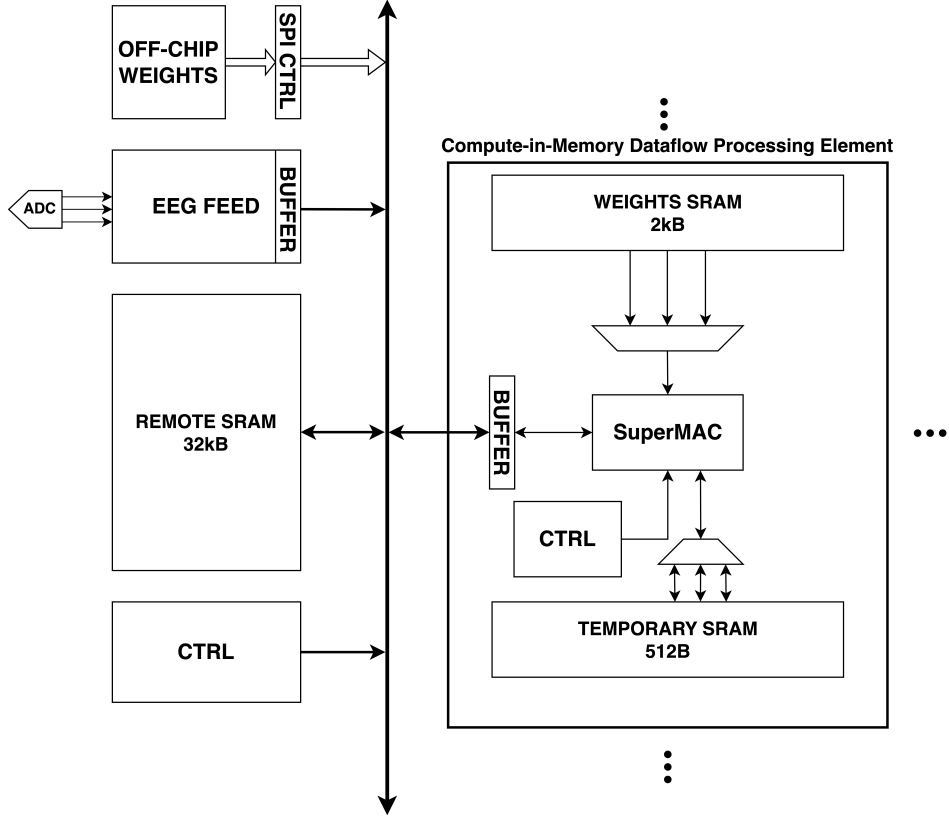 OFF-CHIP
WEIGHTS
SPI CTRL
ADC
EEG FEED
BUFFER
REMOTE SRAM
32kB
CTRL
Compute-in-Memory Dataflow Processing Element
WEIGHTS SRAM
2kB
BUFFER
SuperMAC
CTRL
TEMPORARY SRAM
512B